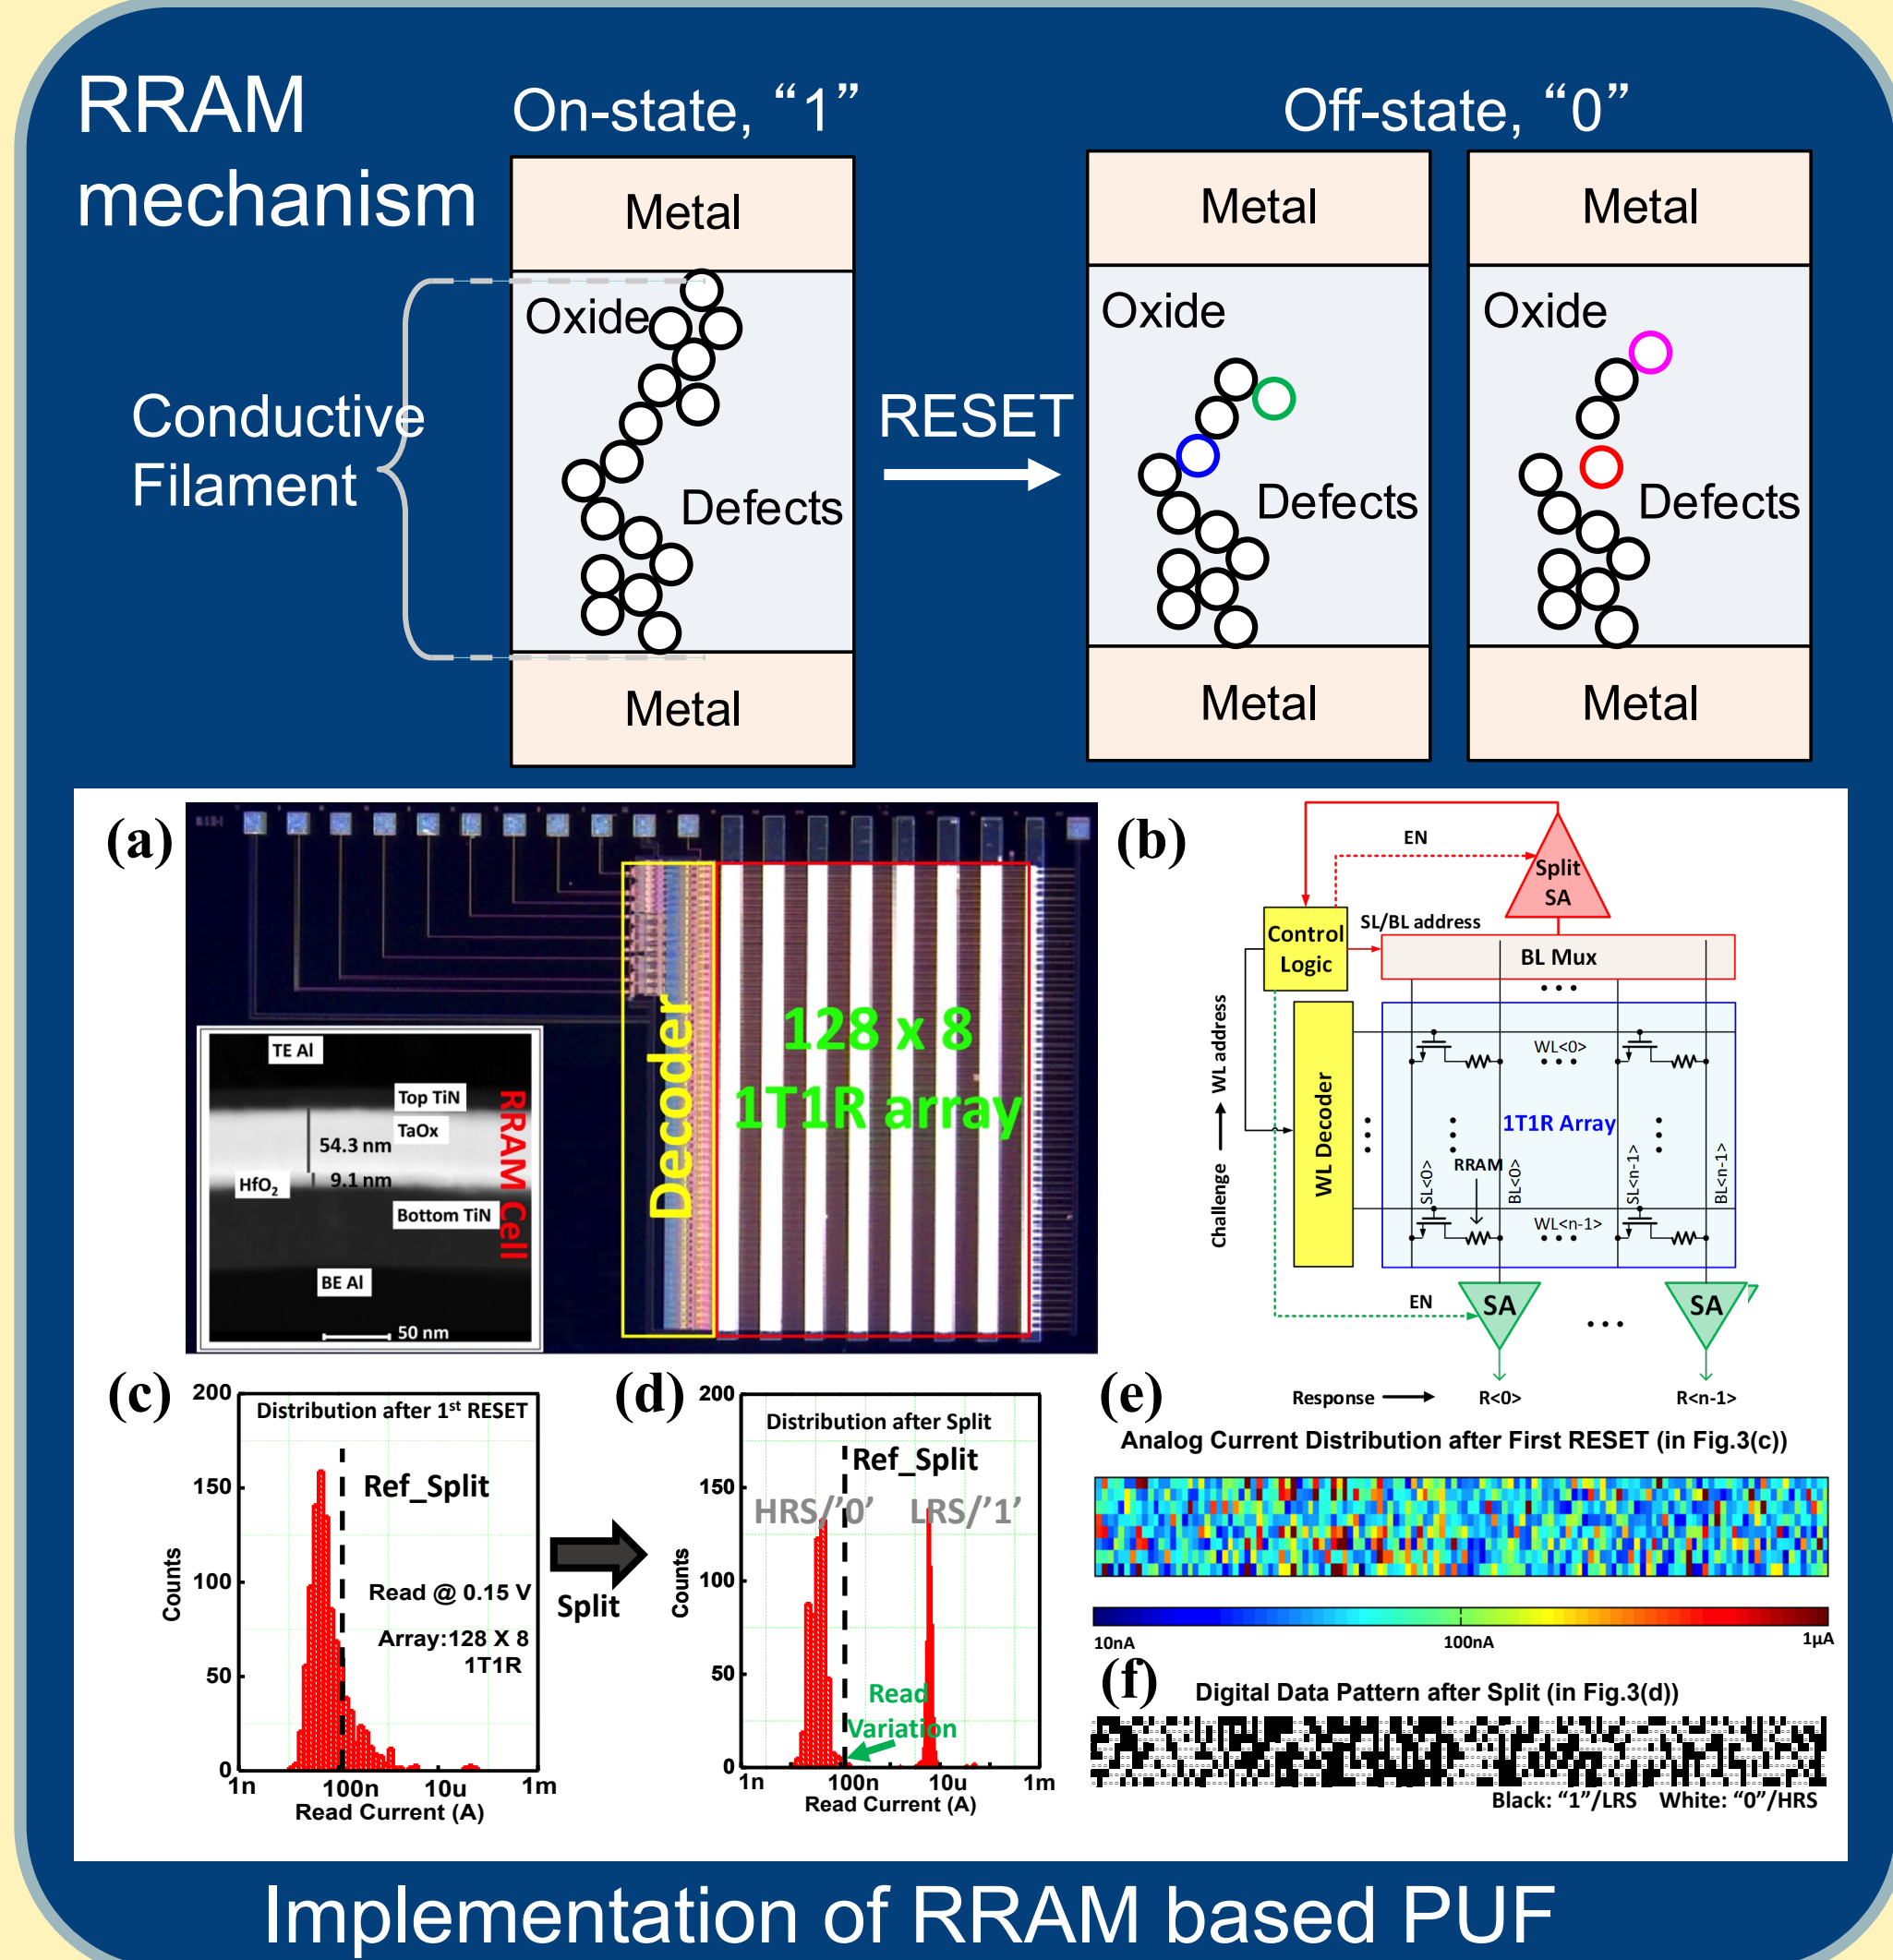 RRAM
mechanism
On-state, “1”
Off-state, “0”
Metal
Metal
Metal
Oxide
Oxide
Oxide
Conductive
Filament
RESET
Defects
Defects
Defects
Metal
Metal
Metal
(a)
Decoder
128 x 8
1T1R array
TE Al
Top TiN
TaOx
54.3 nm
HfO₂
9.1 nm
Bottom TiN
BE Al
50 nm
RRAM Cell
(b)
EN
Split
SA
Control
Logic
SL/BL address
BL Mux
Challenge
WL address
WL Decoder
WL<0>
1T1R Array
RRAM
SL<0>
BL<0>
SL<n-1>
BL<n-1>
WL<n-1>
EN
SA
SA
Response
R<0>
R<n-1>
(c)
200
150
100
50
0
Counts
Distribution after 1st RESET
Ref_Split
Read @ 0.15 V
Array:128 X 8
1T1R
1n
100n
10u
1m
Read Current (A)
Split
(d)
200
150
100
50
0
Counts
Distribution after Split
Ref_Split
HRS/’0’
LRS/’1’
Read
Variation
1n
100n
10u
1m
Read Current (A)
(e)
Analog Current Distribution after First RESET (in Fig.3(c))
10nA
100nA
1μA
(f)
Digital Data Pattern after Split (in Fig.3(d))
Black: “1”/LRS White: “0”/HRS
Implementation of RRAM based PUF